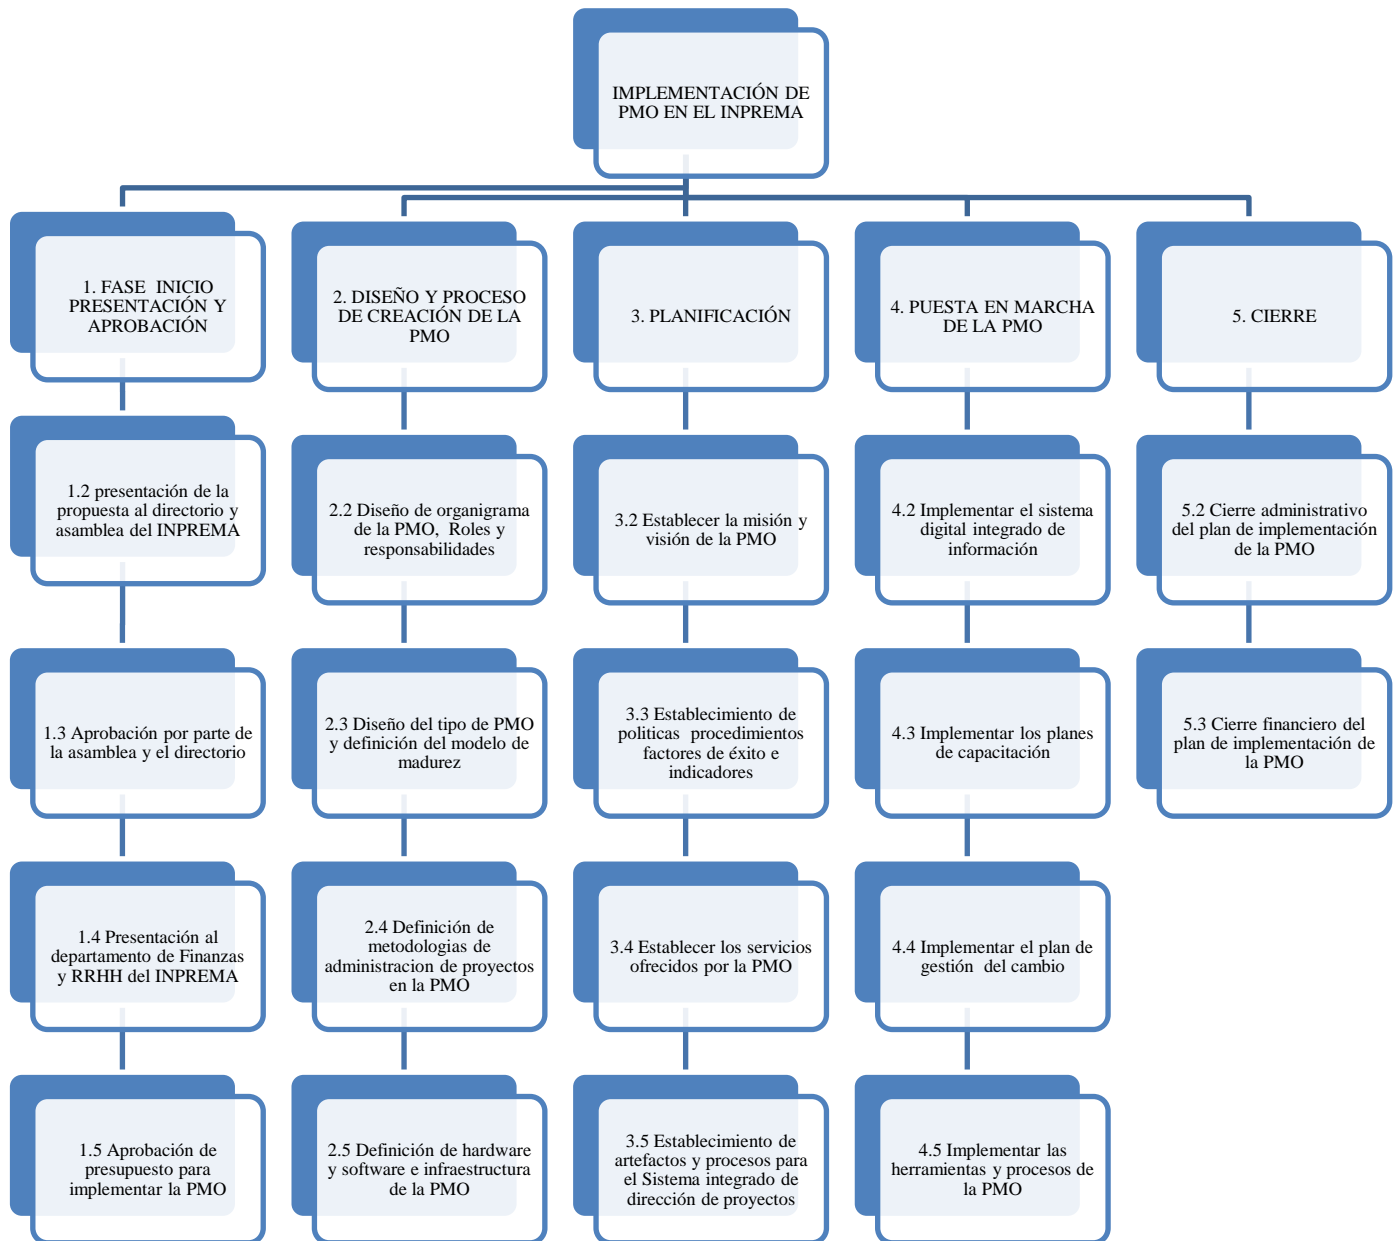 IMPLEMENTACIÓN DE
PMO EN EL INPREMA
1. FASE INICIO
PRESENTACIÓN Y
APROBACIÓN
1.2 presentación de la
propuesta al directorio y
asamblea del INPREMA
1.3 Aprobación por parte de
la asamblea y el directorio
1.4 Presentación al
departamento de Finanzas
y RRHH del INPREMA
1.5 Aprobación de
presupuesto para
implementar la PMO
2. DISEÑO Y PROCESO
DE CREACIÓN DE LA
PMO
2.2 Diseño de organigrama
de la PMO, Roles y
responsabilidades
2.3 Diseño del tipo de PMO
y definición del modelo de
madurez
2.4 Definición de
metodologias de
administracion de proyectos
en la PMO
2.5 Definición de hardware
y software e infraestructura
de la PMO
3. PLANIFICACIÓN
3.2 Establecer la misión y
visión de la PMO
3.3 Establecimiento de
politicas procedimientos
factores de éxito e
indicadores
3.4 Establecer los servicios
ofrecidos por la PMO
3.5 Establecimiento de
artefactos y procesos para
el Sistema integrado de
dirección de proyectos
4. PUESTA EN MARCHA
DE LA PMO
4.2 Implementar el sistema
digital integrado de
información
4.3 Implementar los planes
de capacitación
4.4 Implementar el plan de
gestión del cambio
4.5 Implementar las
herramientas y procesos de
la PMO
5. CIERRE
5.2 Cierre administrativo
del plan de implementación
de la PMO
5.3 Cierre financiero del
plan de implementación de
la PMO